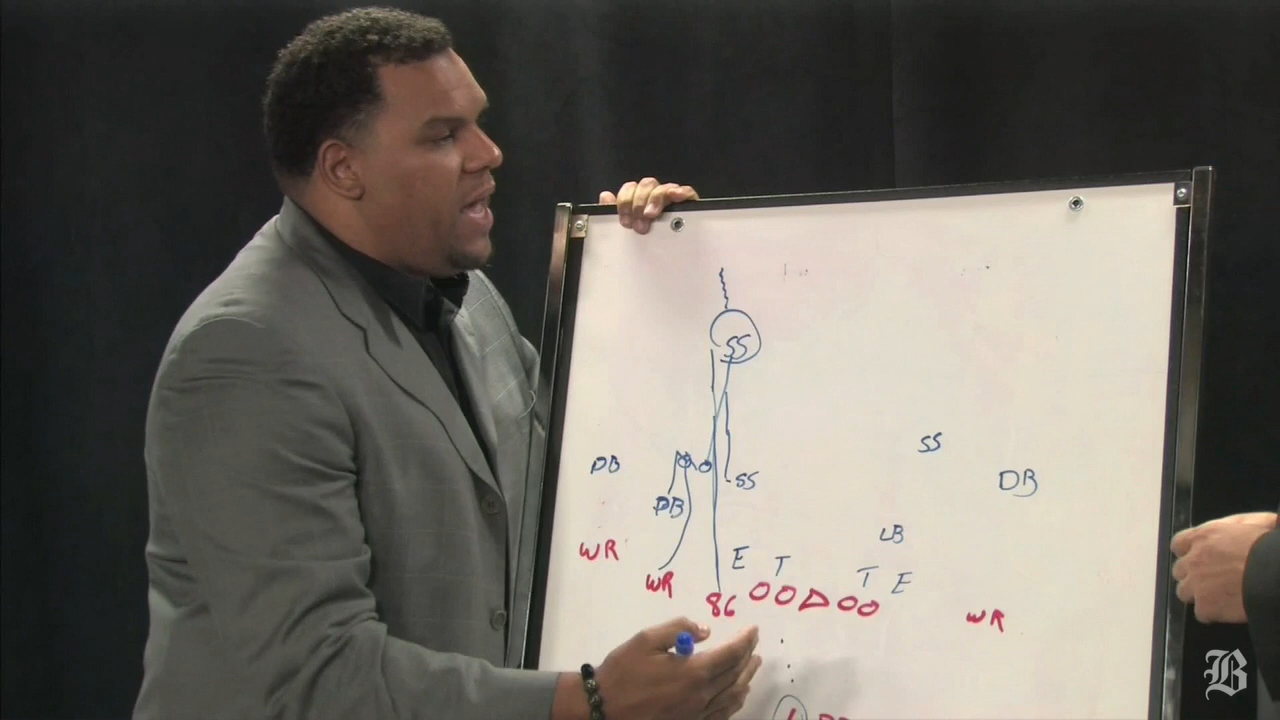 SS
SS
DB DB
DB SS
LB
WR E T T E
WR 86 WR
B